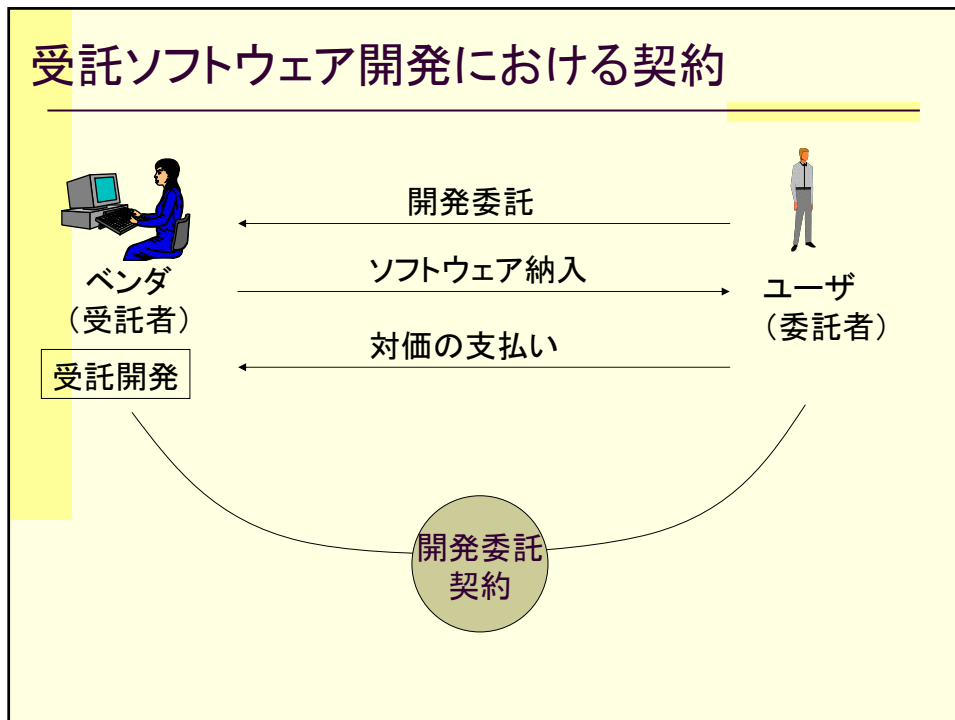 受託ソフトウェア開発における契約
開発委託
ソフトウェア納入
ベンダ
（受託者）
ユーザ
（委託者）
対価の支払い
受託開発
開発委託
契約